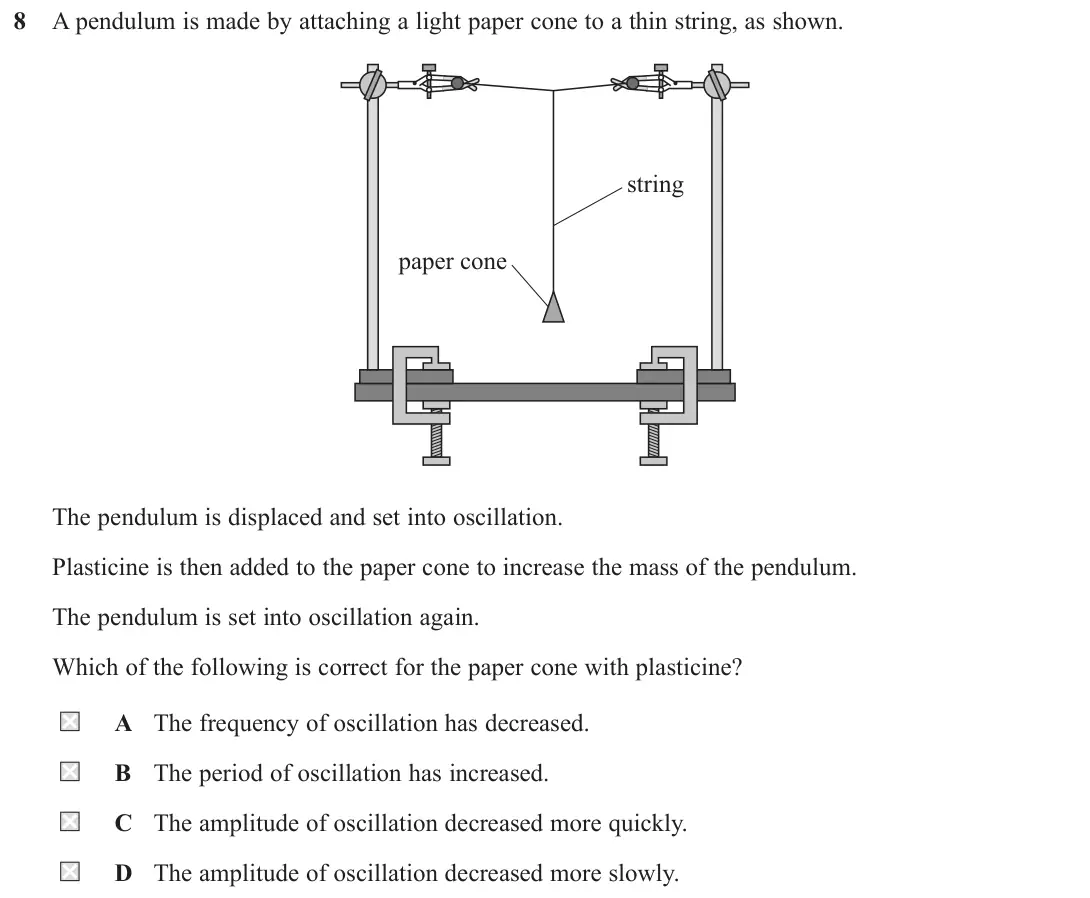 8 A pendulum is made by attaching a light paper cone to a thin string, as shown.
string
paper cone
The pendulum is displaced and set into oscillation.
Plasticine is then added to the paper cone to increase the mass of the pendulum.
The pendulum is set into oscillation again.
Which of the following is correct for the paper cone with plasticine?
A The frequency of oscillation has decreased.
B The period of oscillation has increased.
C The amplitude of oscillation decreased more quickly.
D The amplitude of oscillation decreased more slowly.